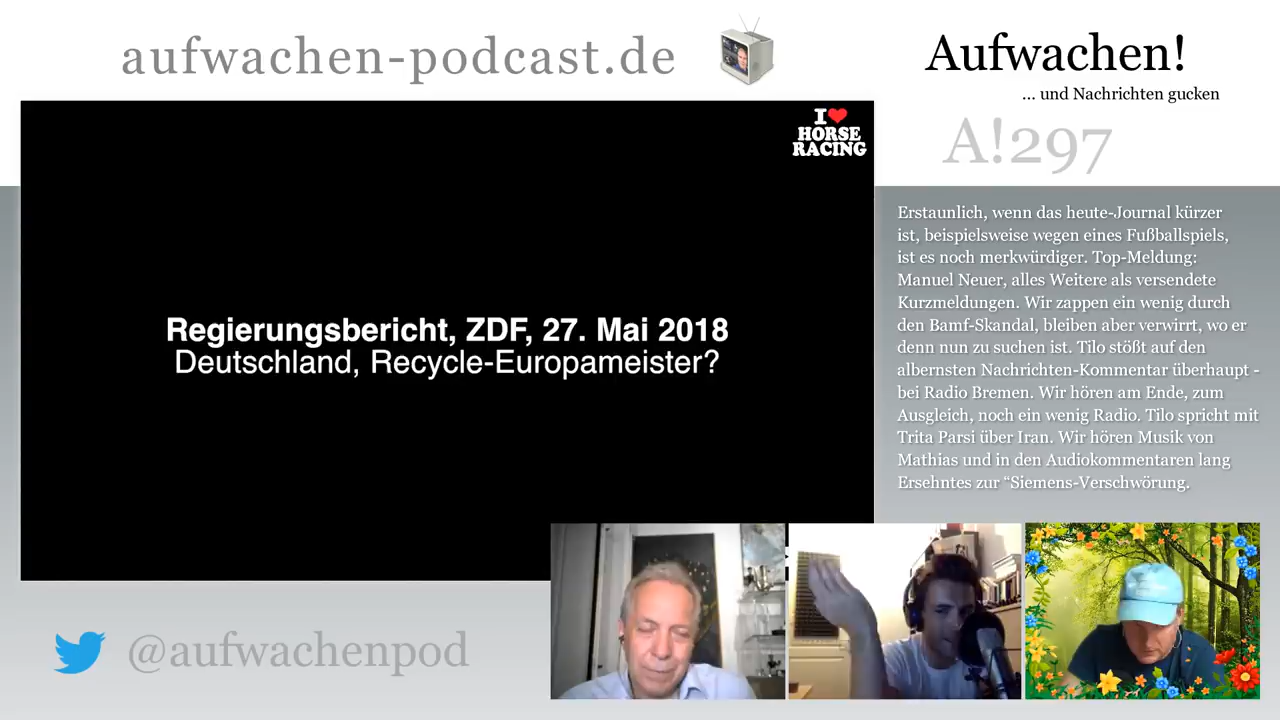 aufwachen-podcast.de
Aufwachen!
... und Nachrichten gucken
A!297
I
HORSE
RACING
Regierungsbericht, ZDF, 27. Mai 2018
Deutschland, Recycle-Europameister?
Erstaunlich, wenn das heute-Journal kürzer
ist, beispielsweise wegen eines Fußballspiels,
ist es noch merkwürdiger. Top-Meldung:
Manuel Neuer, alles Weitere als versendete
Kurzmeldungen. Wir zappen ein wenig durch
den Bamf-Skandal, bleiben aber verwirrt, wo er
denn nun zu suchen ist. Tilo stößt auf den
albernsten Nachrichten-Kommentar überhaupt -
bei Radio Bremen. Wir hören am Ende, zum
Ausgleich, noch ein wenig Radio. Tilo spricht mit
Trita Parsi über Iran. Wir hören Musik von
Mathias und in den Audiokommentaren lang
Ersehntes zur “Siemens-Verschwörung.
@aufwachenpod